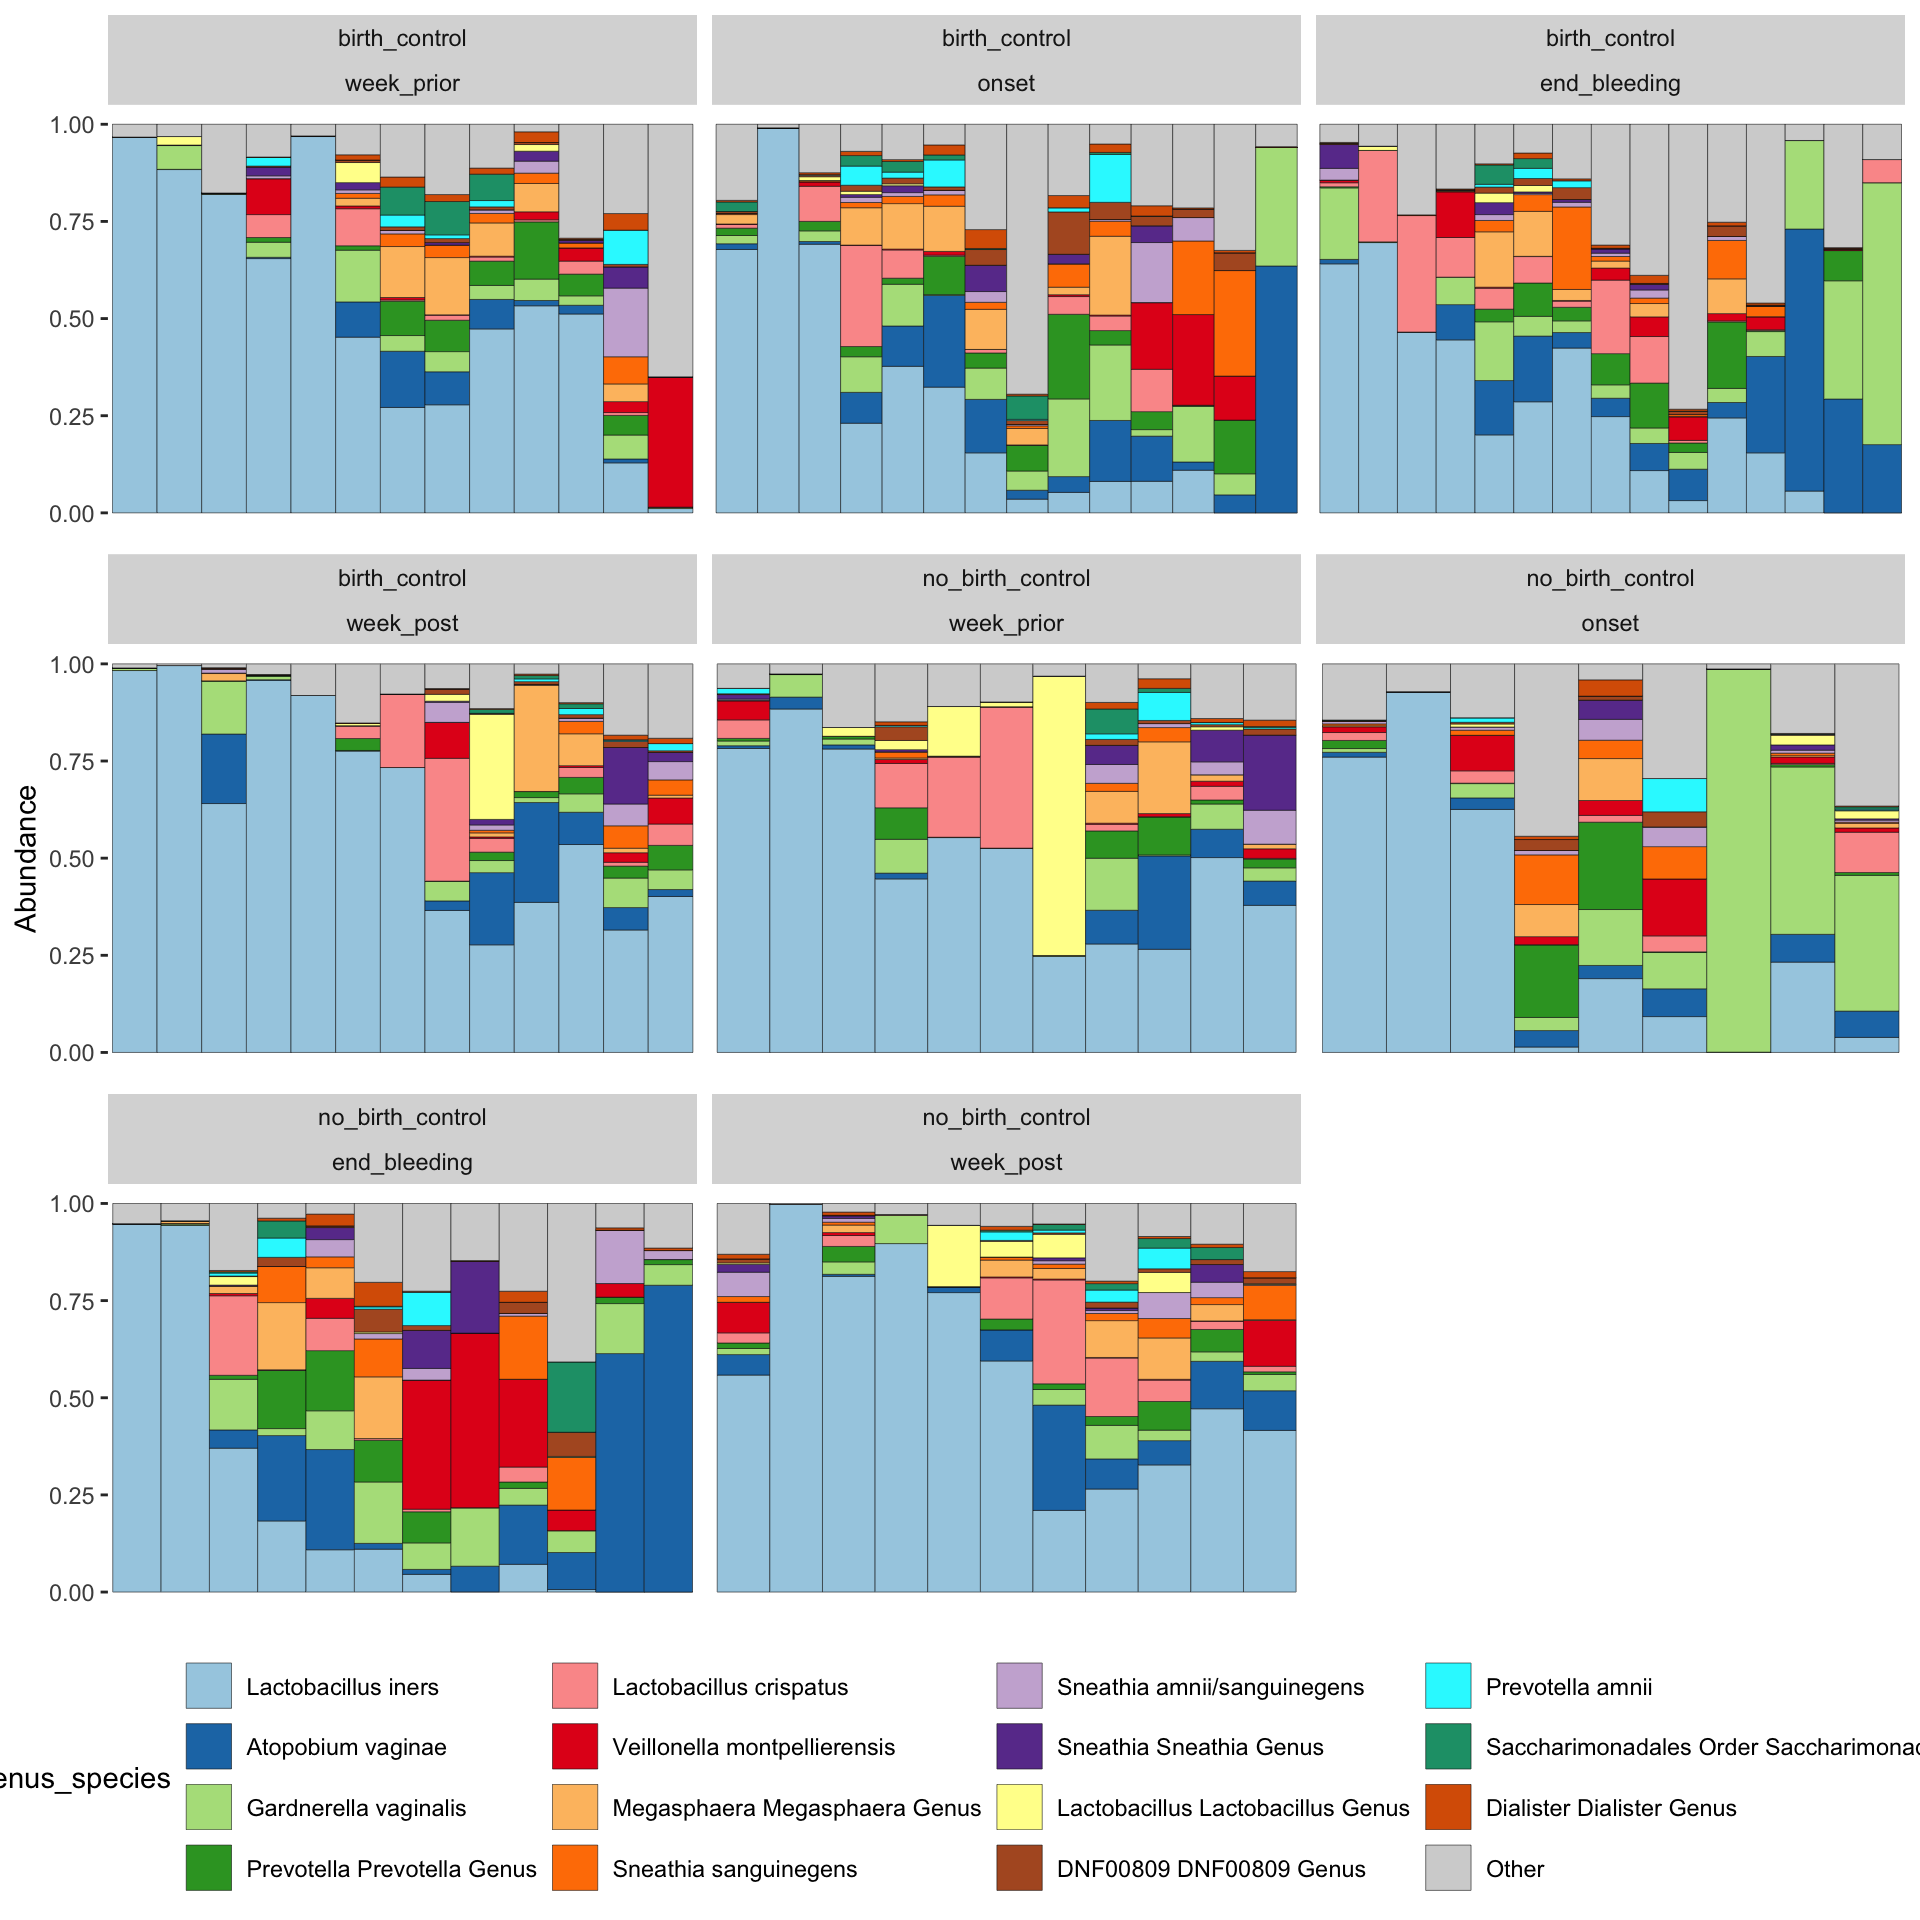 birth_control
birth_control
birth_control
week_prior
onset
end_bleeding
1.00
0.75
0.50
0.25
0.00
birth_control
no_birth_control
no_birth_control
week_post
week_prior
onset
1.00
0.75
0.50
0.25
0.00
Abundance
no_birth_control
no_birth_control
end_bleeding
week_post
1.00
0.75
0.50
0.25
0.00
enus_species
Lactobacillus iners
Atopobium vaginae
Gardnerella vaginalis
Prevotella Prevotella Genus
Lactobacillus crispatus
Veillonella montpellierensis
Megasphaera Megasphaera Genus
Sneathia sanguinegens
Sneathia amnii/sanguinegens
Sneathia Sneathia Genus
Lactobacillus Lactobacillus Genus
DNF00809 DNF00809 Genus
Prevotella amnii
Saccharimonadales Order Saccharimonad
Dialister Dialister Genus
Other